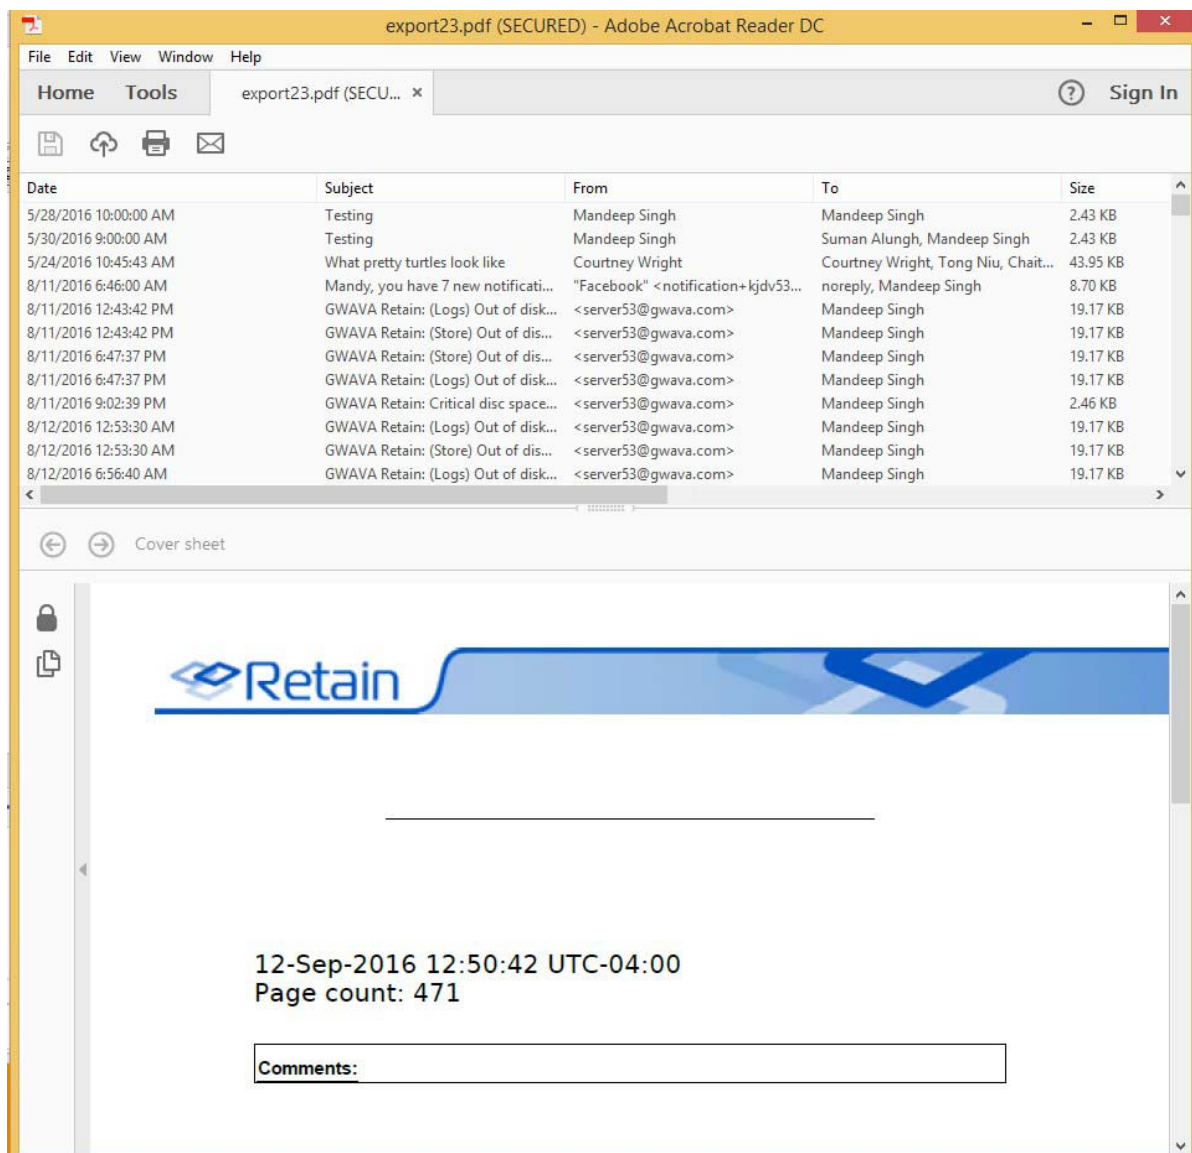 export23.pdf (SECURED) - Adobe Acrobat Reader DC
File Edit View Window Help
Home Tools export23.pdf (SECU... × ? Sign In
Date Subject From To Size
5/28/2016 10:00:00 AM Testing Mandeep Singh Mandeep Singh 2.43 KB
5/30/2016 9:00:00 AM Testing Mandeep Singh Suman Alungh, Mandeep Singh 2.43 KB
5/24/2016 10:45:43 AM What pretty turtles look like Courtney Wright Courtney Wright, Tong Niu, Chait... 43.95 KB
8/11/2016 6:46:00 AM Mandy, you have 7 new notificati... "Facebook" <notification+kjdv53... noreply, Mandeep Singh 8.70 KB
8/11/2016 12:43:42 PM GWAVA Retain: (Logs) Out of disk... <server53@gwava.com> Mandeep Singh 19.17 KB
8/11/2016 12:43:42 PM GWAVA Retain: (Store) Out of dis... <server53@gwava.com> Mandeep Singh 19.17 KB
8/11/2016 6:47:37 PM GWAVA Retain: (Store) Out of dis... <server53@gwava.com> Mandeep Singh 19.17 KB
8/11/2016 6:47:37 PM GWAVA Retain: (Logs) Out of disk... <server53@gwava.com> Mandeep Singh 19.17 KB
8/11/2016 9:02:39 PM GWAVA Retain: Critical disc space... <server53@gwava.com> Mandeep Singh 2.46 KB
8/12/2016 12:53:30 AM GWAVA Retain: (Logs) Out of disk... <server53@gwava.com> Mandeep Singh 19.17 KB
8/12/2016 12:53:30 AM GWAVA Retain: (Store) Out of dis... <server53@gwava.com> Mandeep Singh 19.17 KB
8/12/2016 6:56:40 AM GWAVA Retain: (Logs) Out of disk... <server53@gwava.com> Mandeep Singh 19.17 KB
Cover sheet
Retain
12-Sep-2016 12:50:42 UTC-04:00
Page count: 471
Comments: